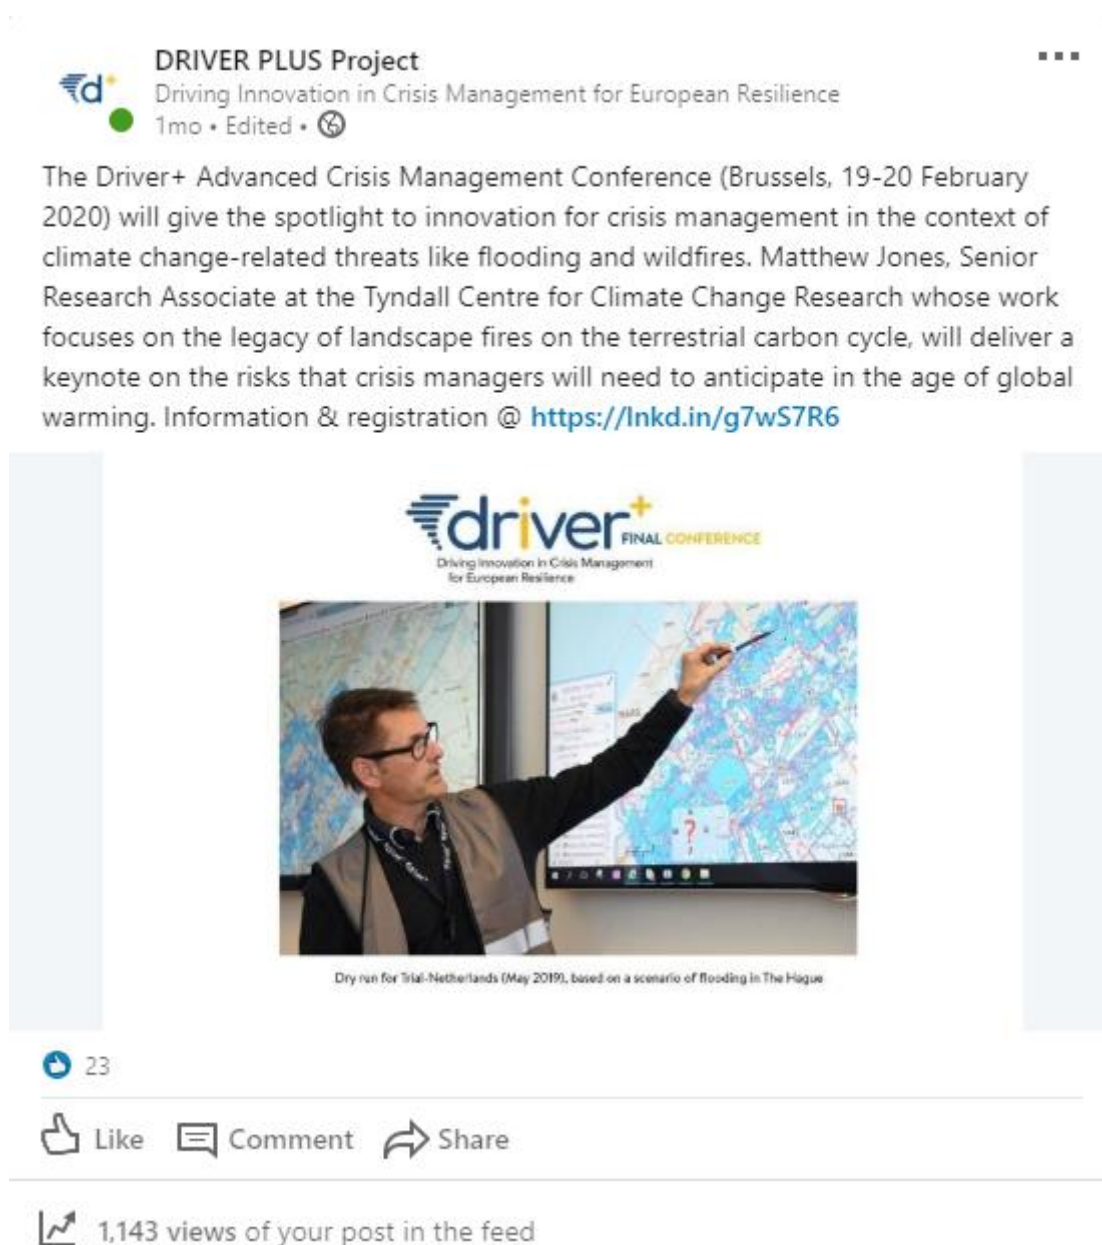 DRIVER PLUS Project
Driving Innovation in Crisis Management for European Resilience
1mo • Edited •
The Driver+ Advanced Crisis Management Conference (Brussels, 19-20 February
2020) will give the spotlight to innovation for crisis management in the context of
climate change-related threats like flooding and wildfires. Matthew Jones, Senior
Research Associate at the Tyndall Centre for Climate Change Research whose work
focuses on the legacy of landscape fires on the terrestrial carbon cycle, will deliver a
keynote on the risks that crisis managers will need to anticipate in the age of global
warming. Information & registration @ https://lnkd.in/g7wS7R6
driver+ FINAL CONFERENCE
Driving Innovation in Crisis Management
for European Resilience
?
Dry run for Trial-Netherlands (May 2019), based on a scenario of flooding in The Hague
23
Like Comment Share
1,143 views of your post in the feed